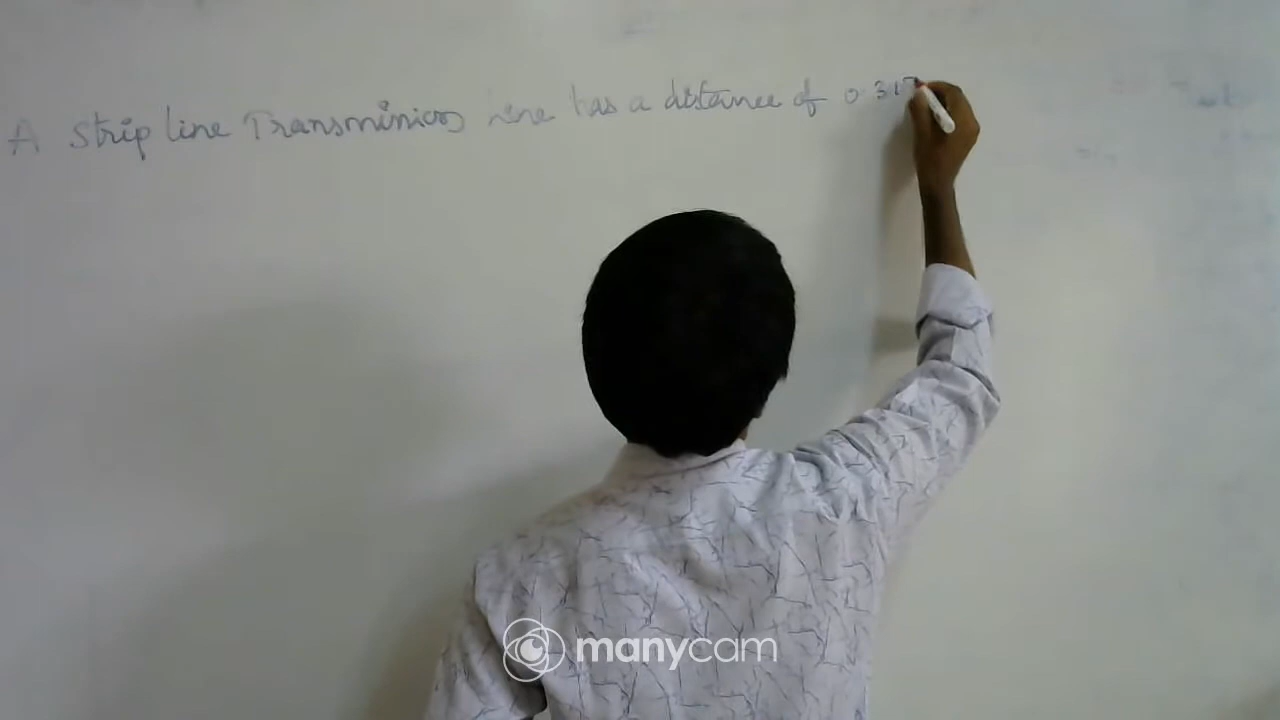 A Strip line Transmission line has a distance of 0.317
manycam